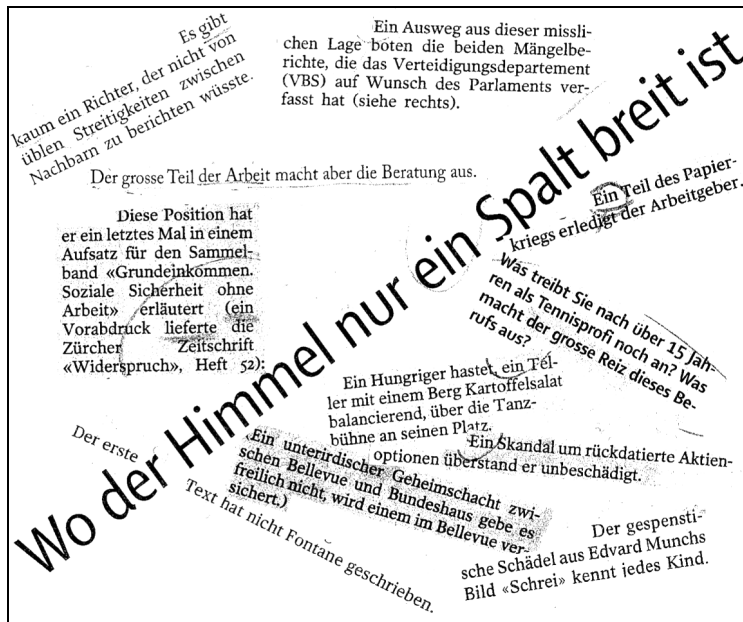 Es gibt
kaum ein Richter, der nicht von
üblen Streitigkeiten zwischen
Nachbarn zu berichten wüsste.
Ein Ausweg aus dieser missli-
chen Lage böten die beiden Mängelbe-
richte, die das Verteidigungsdepartement
(VBS) auf Wunsch des Parlaments ver-
fasst hat (siehe rechts).
Der grosse Teil der Arbeit macht aber die Beratung aus.
Wo der Himmel nur ein Spalt breit ist
Ein Teil des Papier-
kriegs erledigt der Arbeitgeber.
Diese Position hat
er ein letztes Mal in einem
Aufsatz für den Sammel-
band «Grundeinkommen.
Soziale Sicherheit ohne
Arbeit» erläutert (ein
Vorabdruck lieferte die
Zürcher Zeitschrift
«Widerspruch», Heft 52):
Was treibt Sie nach über 15 Jah-
ren als Tennisprofi noch an? Was
macht der grosse Reiz dieses Be-
rufs aus?
Ein Hungriger hastet, ein Tel-
ler mit einem Berg Kartoffelsalat
balancierend, über die Tanz-
bühne an seinen Platz.
Ein Skandal um rückdatierte Aktien-
optionen überstand er unbeschädigt.
Der erste
Text hat nicht Fontane geschrieben.
(Ein unterirdischer Geheimschacht zwi-
schen Bellevue und Bundeshaus gebe es
freilich nicht, wird einem im Bellevue ver-
sichert.)
Der gespensti-
sche Schädel aus Edvard Munchs
Bild «Schrei» kennt jedes Kind.